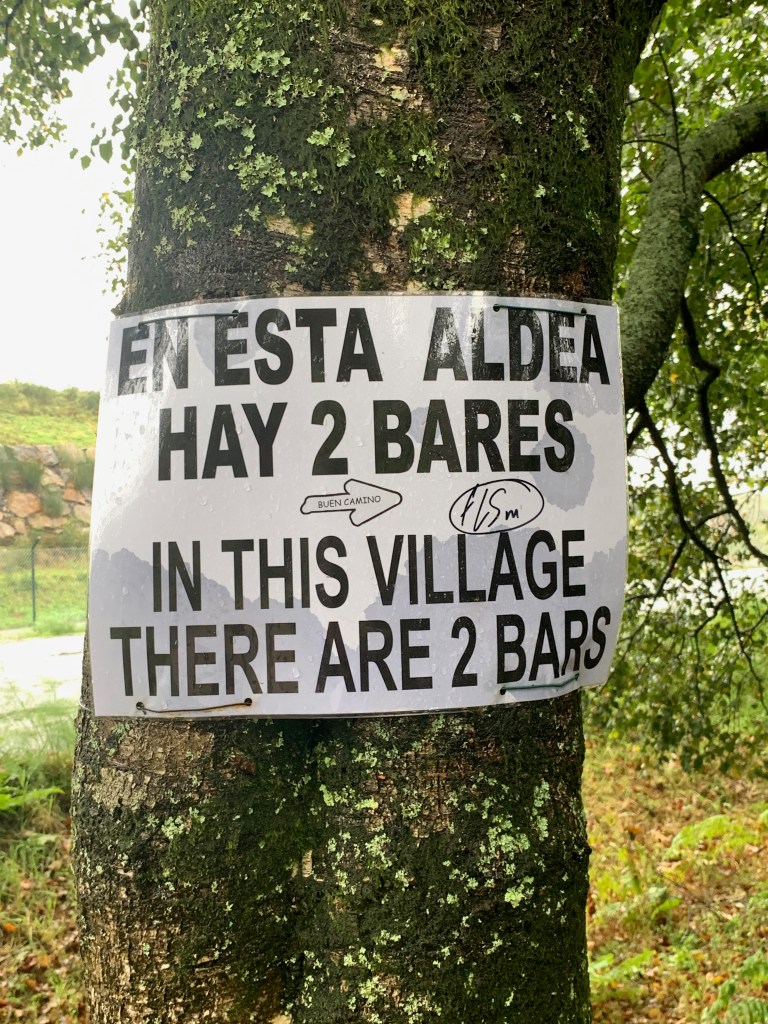 EN ESTA ALDEA
HAY 2 BARES
BUEN CAMINO
IN THIS VILLAGE
THERE ARE 2 BARS